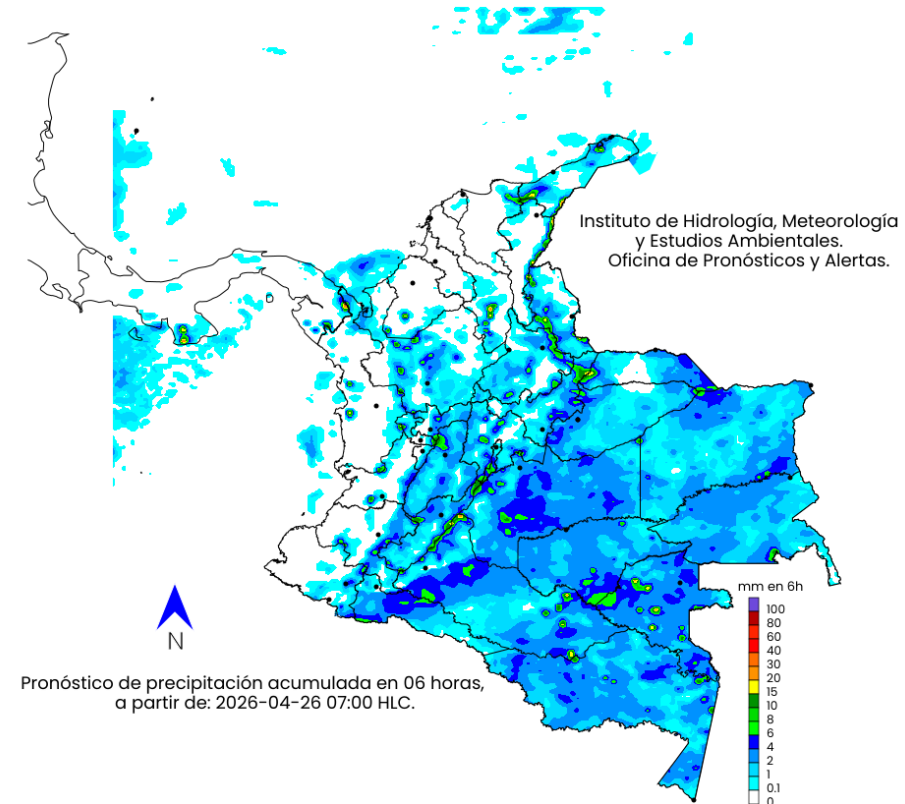 Instituto de Hidrología, Meteorología
y Estudios Ambientales.
Oficina de Pronósticos y Alertas.
mm en 6h
100
80
60
40
30
20
15
10
8
6
4
2
1
0.1
0
N
Pronóstico de precipitación acumulada en 06 horas,
a partir de: 2026-04-26 07:00 HLC.